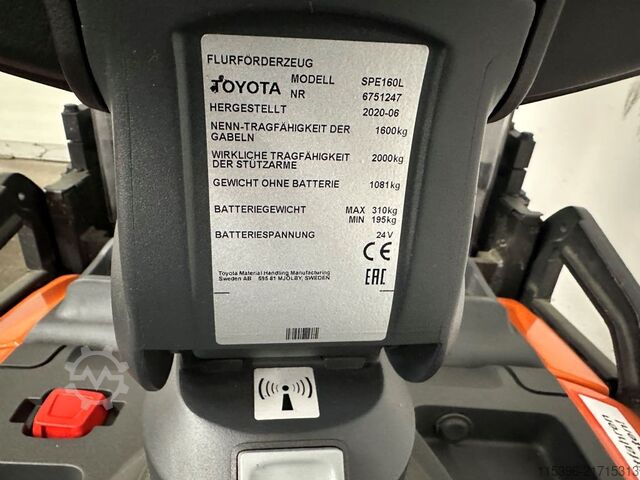 FLURFÖRDERZEUG
TOYOTA MODELL SPE160L
NR 6751247
HERGESTELLT 2020-06
NENN-TRAGFÄHIGKEIT DER GABELN 1600kg
WIRKLICHE TRAGFÄHIGKEIT DER STÜTZARME 2000kg
GEWICHT OHNE BATTERIE 1081kg
BATTERIEGEWICHT MAX 310kg
MIN 195kg
BATTERIESPANNUNG 24V
CE
Toyota Material Handling Manufacturing
Sweden AB 595 81 MJÖLBY, SWEDEN
EAC
115396-21715313